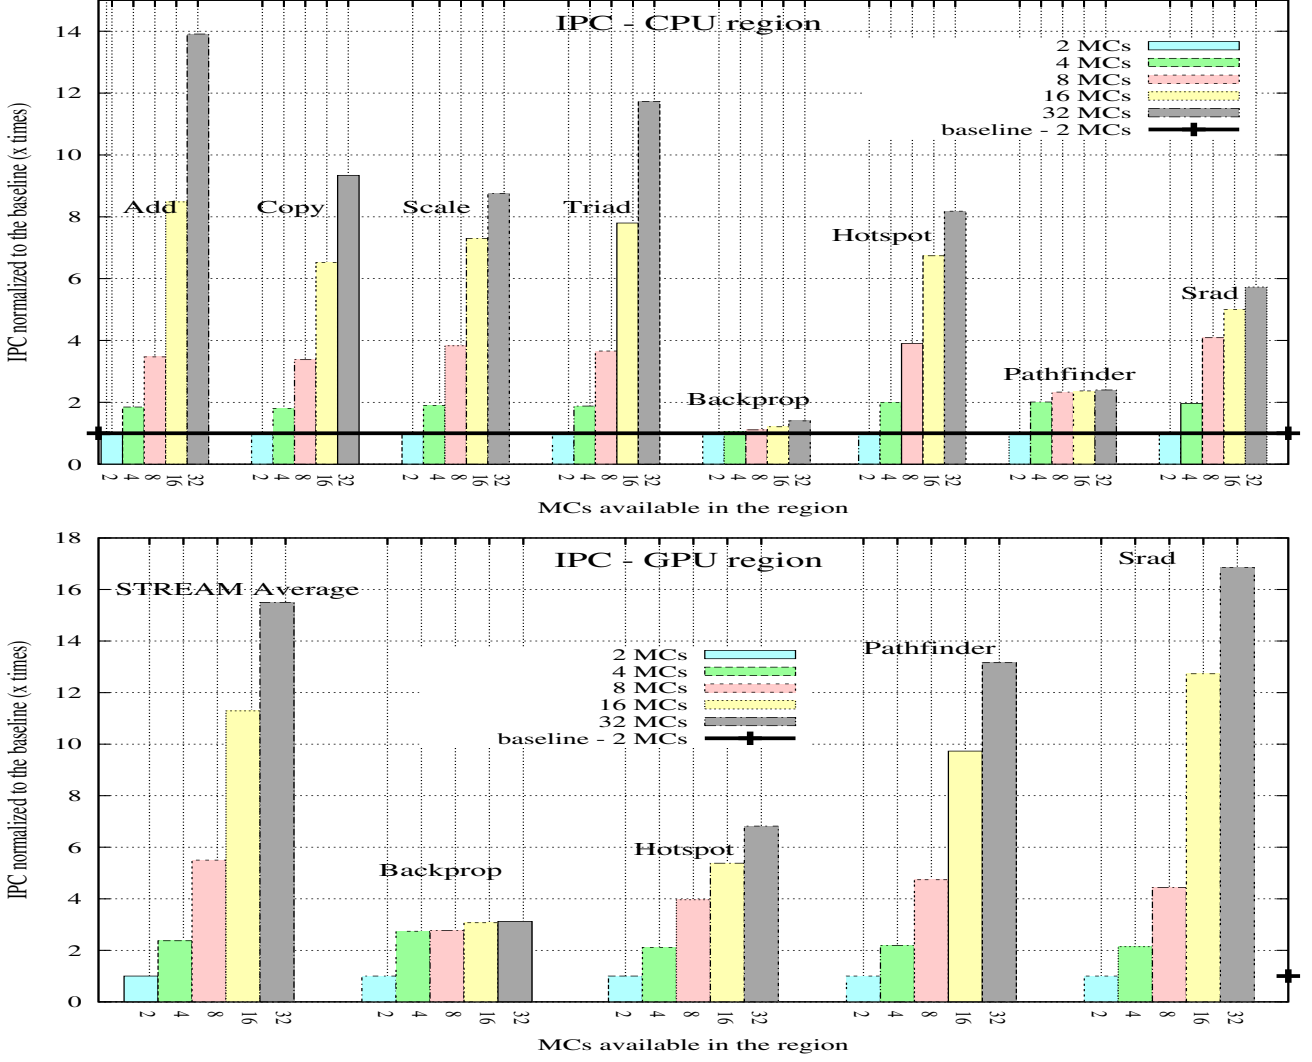 IPC - CPU region
IPC normalized to the baseline (x times)
14
12
10
8
6
4
2
0
2 MCs
4 MCs
8 MCs
16 MCs
32 MCs
baseline - 2 MCs
Add
Copy
Scale
Triad
Backprop
Hotspot
Pathfinder
Srad
2 4 8 16 32 2 4 8 16 32 2 4 8 16 32 2 4 8 16 32 2 4 8 16 32 2 4 8 16 32 2 4 8 16 32 2 4 8 16 32
MCs available in the region
IPC - GPU region
IPC normalized to the baseline (x times)
18
16
14
12
10
8
6
4
2
0
STREAM Average
Backprop
Hotspot
Pathfinder
Srad
2 MCs
4 MCs
8 MCs
16 MCs
32 MCs
baseline - 2 MCs
2 4 8 16 32 2 4 8 16 32 2 4 8 16 32 2 4 8 16 32 2 4 8 16 32
MCs available in the region